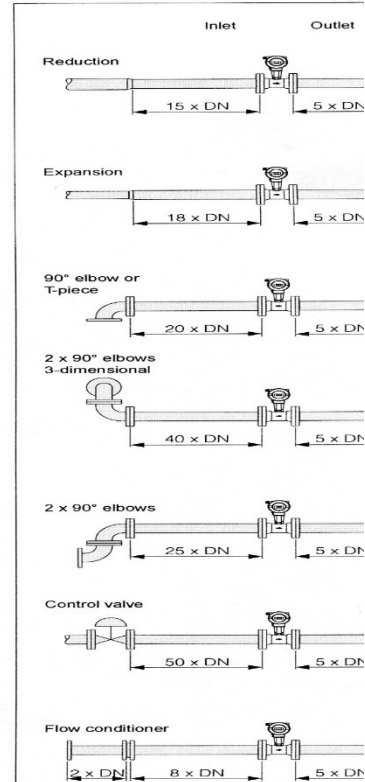 Inlet Outlet
Reduction
15 x DN 5 x DN
Expansion
18 x DN 5 x DN
90° elbow or
T-piece
20 x DN 5 x DN
2 x 90° elbows
3-dimensional
40 x DN 5 x DN
2 x 90° elbows
25 x DN 5 x DN
Control valve
50 x DN 5 x DN
Flow conditioner
2 x DN 8 x DN 5 x DN